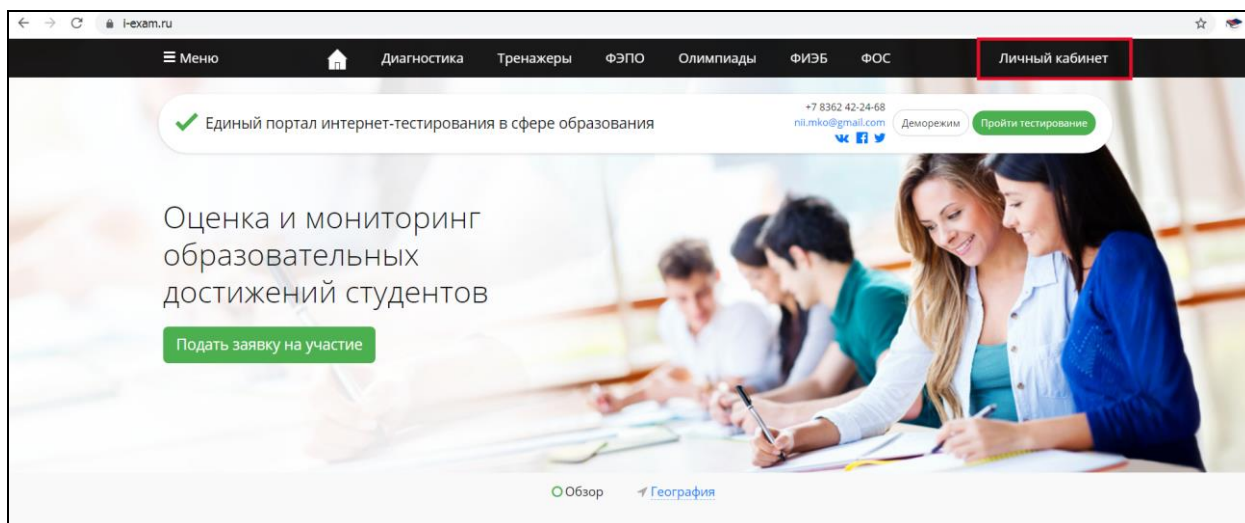 i-exam.ru
Меню
Диагностика
Тренажеры
ФЭПО
Олимпиады
ФИЭБ
ФОС
Личный кабинет
Единый портал интернет-тестирования в сфере образования
+7 8362 42-24-68
nii.mko@gmail.com
Деморежим
Пройти тестирование
Оценка и мониторинг
образовательных
достижений студентов
Подать заявку на участие
Обзор
География